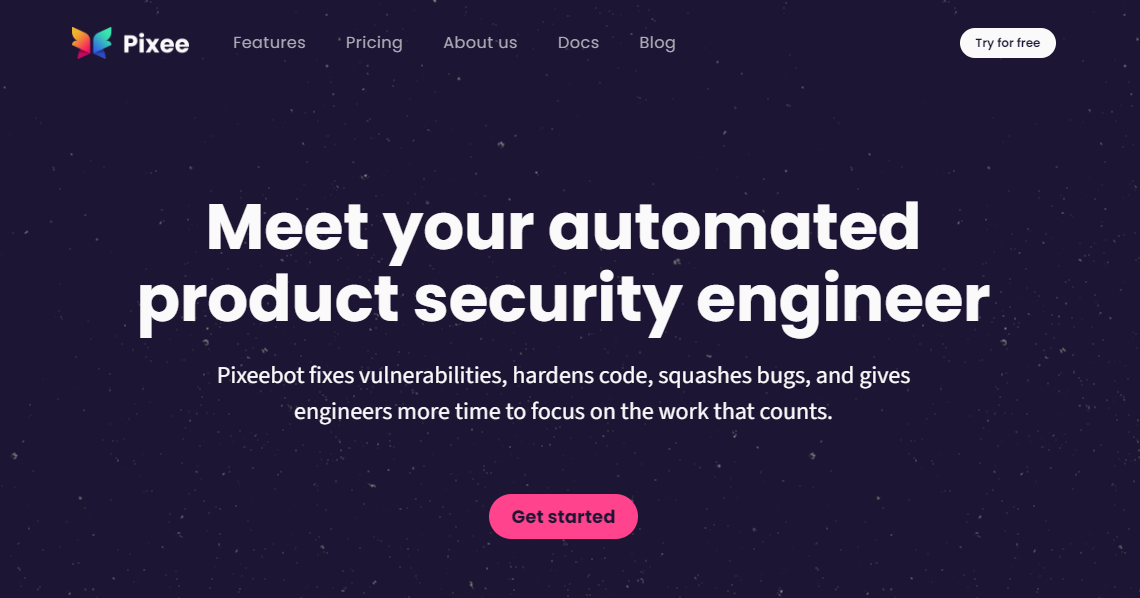 Pixee
Features
Pricing
About us
Docs
Blog
Try for free
Meet your automated
product security engineer
Pixeebot fixes vulnerabilities, hardens code, squashes bugs, and gives
engineers more time to focus on the work that counts.
Get started